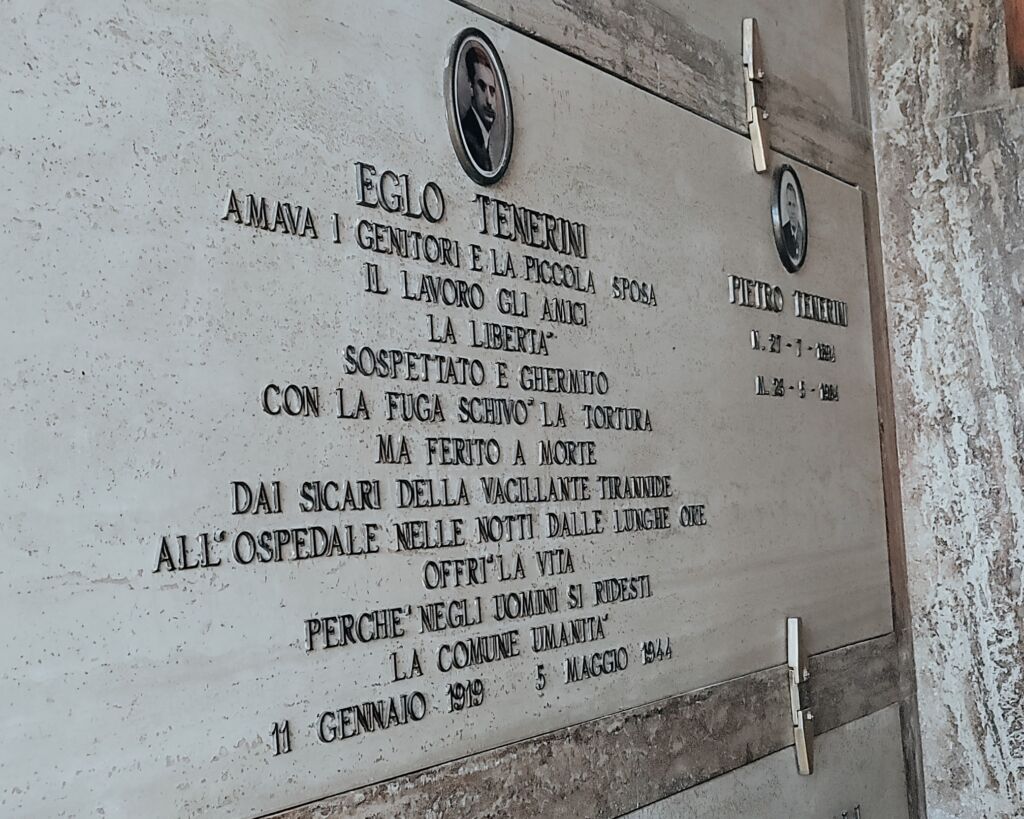 EGLO TENERINI
AMAVA I GENITORI E LA PICCOLA SPOSA
IL LAVORO GLI AMICI
LA LIBERTA'
SOSPETTATO E GHERMITO
CON LA FUGA SCHIVO' LA TORTURA
MA FERITO A MORTE
DAI SICARI DELLA VACILLANTE TIRANNIDE
ALL'OSPEDALE NELLE NOTTI DALLE LUNGHE ORE
OFFRI' LA VITA
PERCHE' NEGLI UOMINI SI RIDESTI
LA COMUNE UMANITA'
11 GENNAIO 1919 5 MAGGIO 1944
PIETRO TENERINI
N.
M.